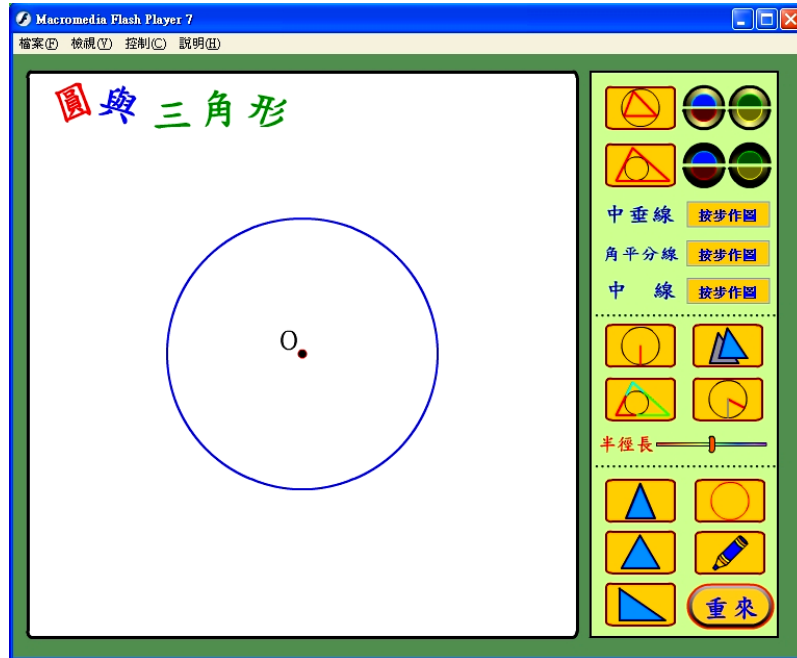 Macromedia Flash Player 7
檔案(F) 檢視(V) 控制(C) 說明(H)
圓與三角形
O
中垂線 按步作圖
角平分線 按步作圖
中 線 按步作圖
半徑長
重來